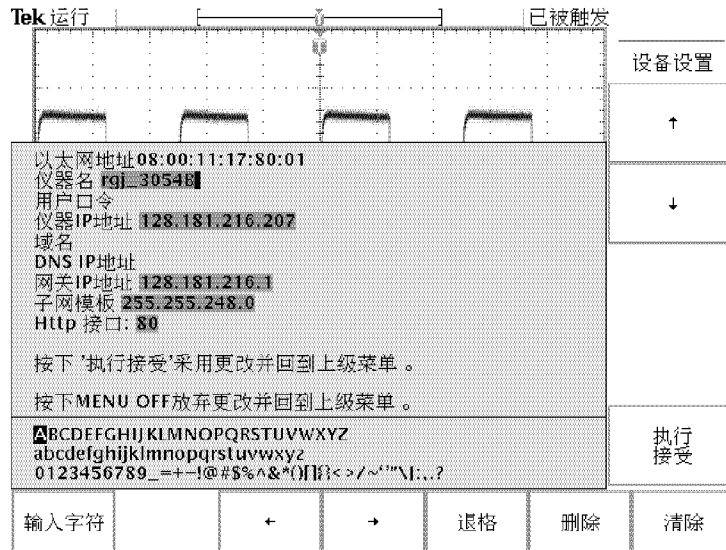 Tek 运行
已被触发
设备设置
↑
↓
以太网地址08:00:11:17:80:01
仪器名 rgj_3054B
用户口令
仪器IP地址 128.181.216.207
域名
DNS IP地址
网关IP地址 128.181.216.1
子网模板 255.255.248.0
Http 接口: 80
按下 '执行接受'采用更改并回到上级菜单 。
按下MENU OFF放弃更改并回到上级菜单 。
ABCDEFGHIJKLMNOPQRSTUVWXYZ
abcdefghijklmnopqrstuvwxyz
0123456789_=+-!@#$%^&*()[]{}<>/~'`"\|:,.?
执行
接受
输入字符
←
→
退格
删除
清除